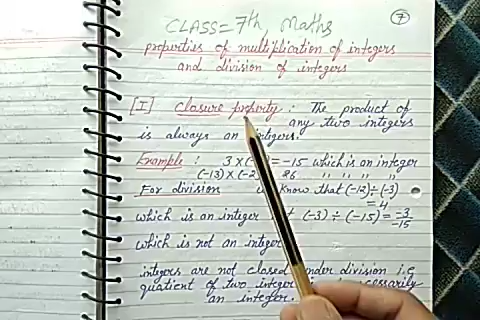 7
CLASS= 7th Maths
properties of multiplication of integers
and division of integers
[I] Closure property: The product of
any two integers
is always an
Example : 3 × = -15 which is an integer
(-13) × (-2 26 " " " "
For division know that (-12) ÷ (-3)
= 4
which is an integer (-3) ÷ (-15) = -3/-15
which is not an integer
integers are not closed under division i.e
quatient of two
an integer.